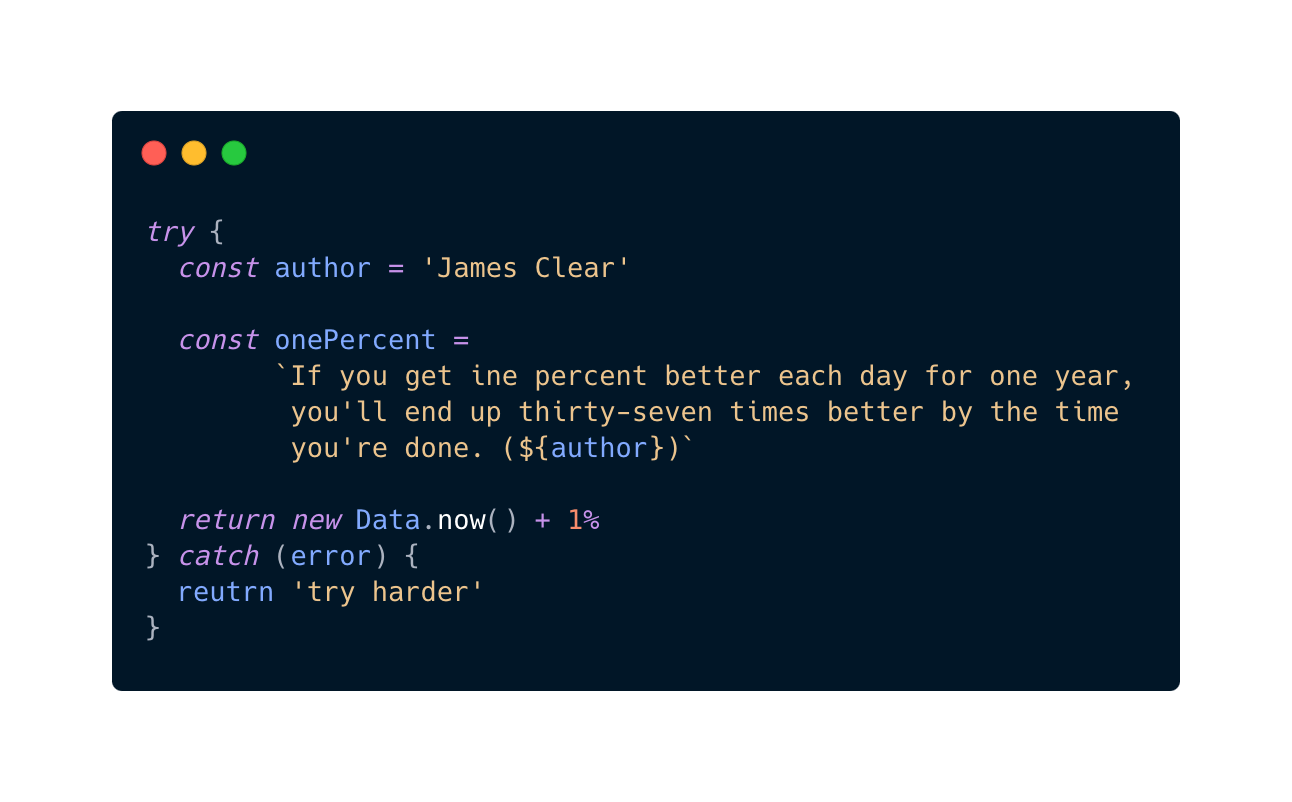 try {
  const author = 'James Clear'

  const onePercent =
        `If you get ine percent better each day for one year,
         you'll end up thirty-seven times better by the time
         you're done. (${author})`

  return new Data.now() + 1%
} catch (error) {
  reutrn 'try harder'
}